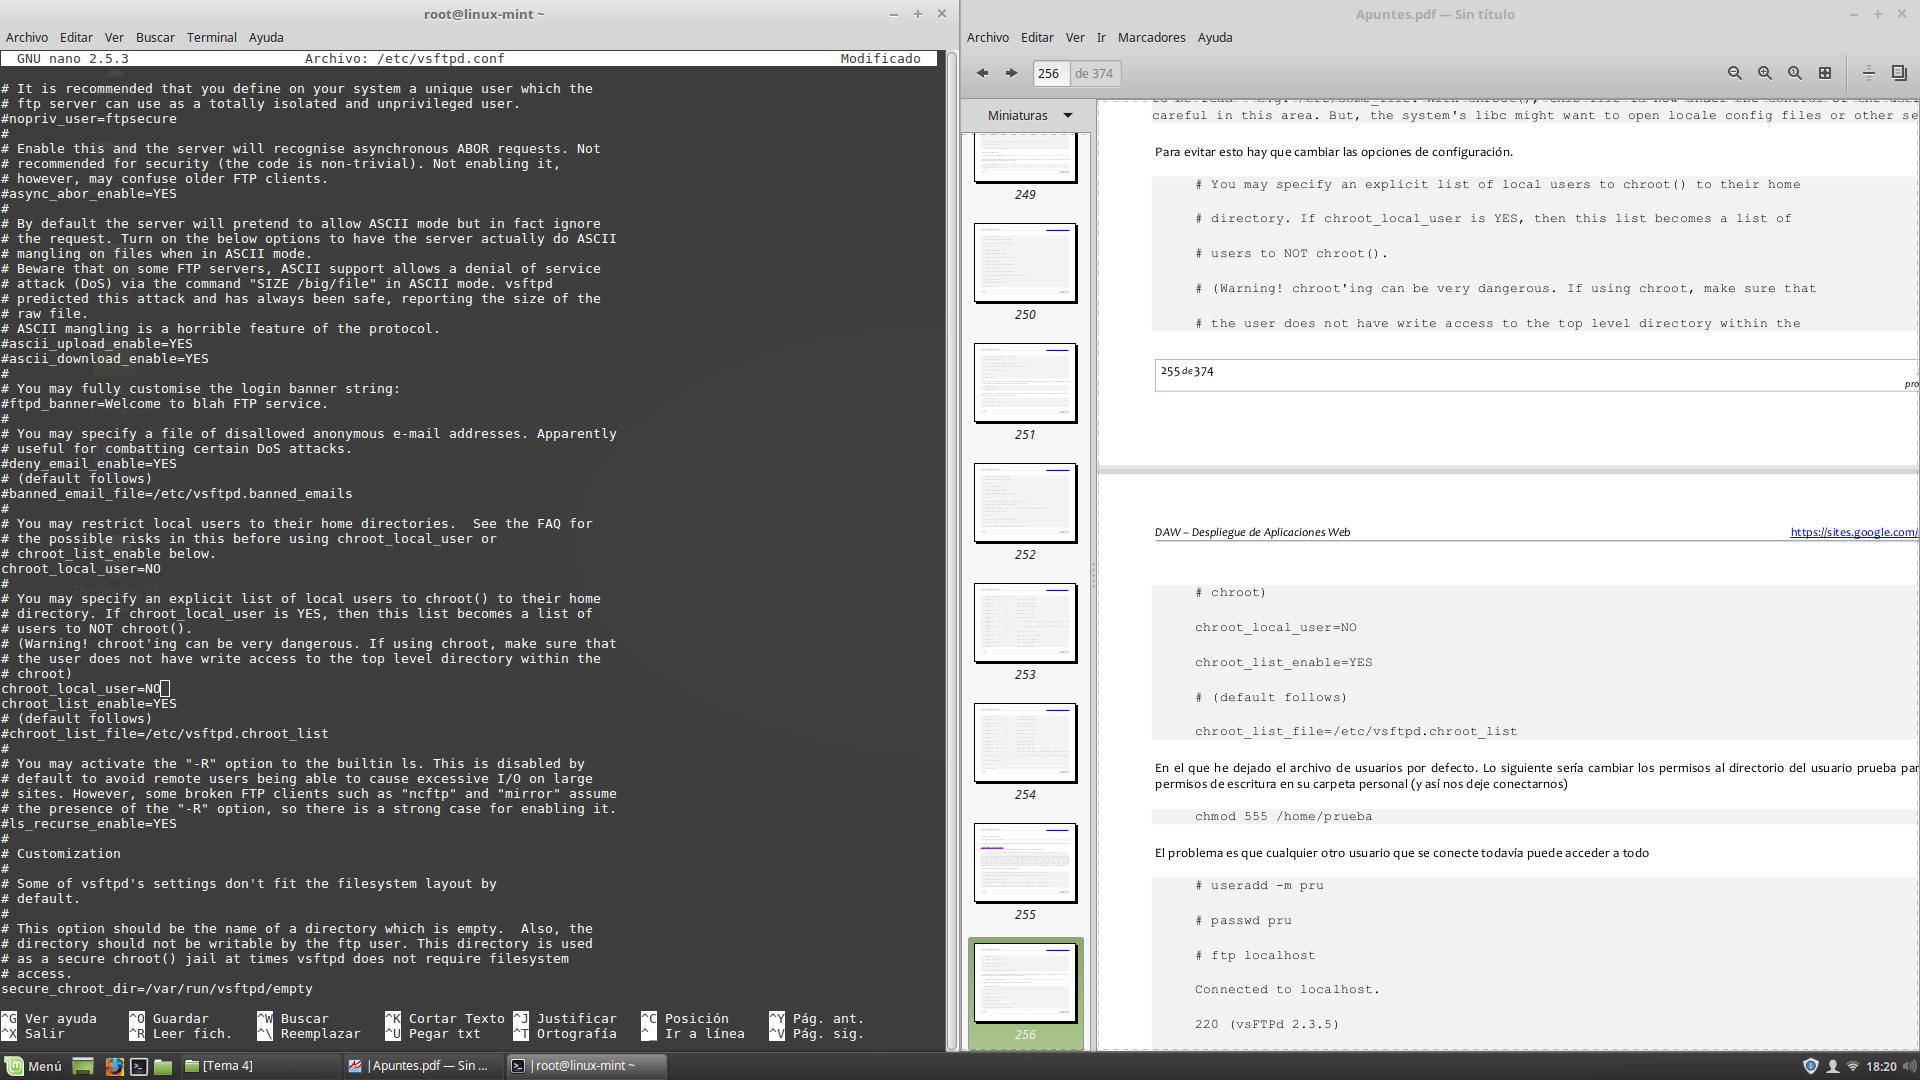 root@linux-mint ~
Archivo Editar Ver Buscar Terminal Ayuda
GNU nano 2.5.3 Archivo: /etc/vsftpd.conf Modificado
# It is recommended that you define on your system a unique user which the
# ftp server can use as a totally isolated and unprivileged user.
#nopriv_user=ftpsecure
#
# Enable this and the server will recognise asynchronous ABOR requests. Not
# recommended for security (the code is non-trivial). Not enabling it,
# however, may confuse older FTP clients.
#async_abor_enable=YES
#
# By default the server will pretend to allow ASCII mode but in fact ignore
# the request. Turn on the below options to have the server actually do ASCII
# mangling on files when in ASCII mode.
# Beware that on some FTP servers, ASCII support allows a denial of service
# attack (DoS) via the command "SIZE /big/file" in ASCII mode. vsftpd
# predicted this attack and has always been safe, reporting the size of the
# raw file.
# ASCII mangling is a horrible feature of the protocol.
#ascii_upload_enable=YES
#ascii_download_enable=YES
#
# You may fully customise the login banner string:
#ftpd_banner=Welcome to blah FTP service.
#
# You may specify a file of disallowed anonymous e-mail addresses. Apparently
# useful for combatting certain DoS attacks.
#deny_email_enable=YES
# (default follows)
#banned_email_file=/etc/vsftpd.banned_emails
#
# You may restrict local users to their home directories.  See the FAQ for
# the possible risks in this before using chroot_local_user or
# chroot_list_enable below.
chroot_local_user=NO
#
# You may specify an explicit list of local users to chroot() to their home
# directory. If chroot_local_user is YES, then this list becomes a list of
# users to NOT chroot().
# (Warning! chroot'ing can be very dangerous. If using chroot, make sure that
# the user does not have write access to the top level directory within the
# chroot)
chroot_local_user=NO
chroot_list_enable=YES
# (default follows)
#chroot_list_file=/etc/vsftpd.chroot_list
#
# You may activate the "-R" option to the builtin ls. This is disabled by
# default to avoid remote users being able to cause excessive I/O on large
# sites. However, some broken FTP clients such as "ncftp" and "mirror" assume
# the presence of the "-R" option, so there is a strong case for enabling it.
#ls_recurse_enable=YES
#
# Customization
#
# Some of vsftpd's settings don't fit the filesystem layout by
# default.
#
# This option should be the name of a directory which is empty.  Also, the
# directory should not be writable by the ftp user. This directory is used
# as a secure chroot() jail at times vsftpd does not require filesystem
# access.
secure_chroot_dir=/var/run/vsftpd/empty
^G Ver ayuda ^O Guardar ^W Buscar ^K Cortar Texto ^J Justificar ^C Posición ^Y Pág. ant.
^X Salir ^R Leer fich. ^\ Reemplazar ^U Pegar txt ^T Ortografía ^_ Ir a línea ^V Pág. sig.
Apuntes.pdf — Sin título
Archivo Editar Ver Ir Marcadores Ayuda
256 de 374
Miniaturas
249
250
251
252
253
254
255
256
careful in this area. But, the system's libc might want to open locale config files or other se
Para evitar esto hay que cambiar las opciones de configuración.
# You may specify an explicit list of local users to chroot() to their home
# directory. If chroot_local_user is YES, then this list becomes a list of
# users to NOT chroot().
# (Warning! chroot'ing can be very dangerous. If using chroot, make sure that
# the user does not have write access to the top level directory within the
255 de 374
pro
DAW – Despliegue de Aplicaciones Web https://sites.google.com/
# chroot)
chroot_local_user=NO
chroot_list_enable=YES
# (default follows)
chroot_list_file=/etc/vsftpd.chroot_list
En el que he dejado el archivo de usuarios por defecto. Lo siguiente sería cambiar los permisos al directorio del usuario prueba par
permisos de escritura en su carpeta personal (y así nos deje conectarnos)
chmod 555 /home/prueba
El problema es que cualquier otro usuario que se conecte todavía puede acceder a todo
# useradd -m pru
# passwd pru
# ftp localhost
Connected to localhost.
220 (vsFTPd 2.3.5)
Menú [Tema 4] Apuntes.pdf — Sin ... root@linux-mint ~ 18:20